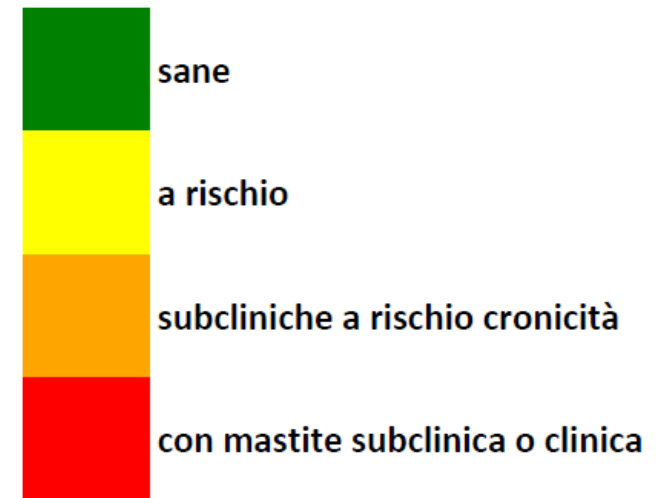 sane
a rischio
subcliniche a rischio cronicità
con mastite subclinica o clinica